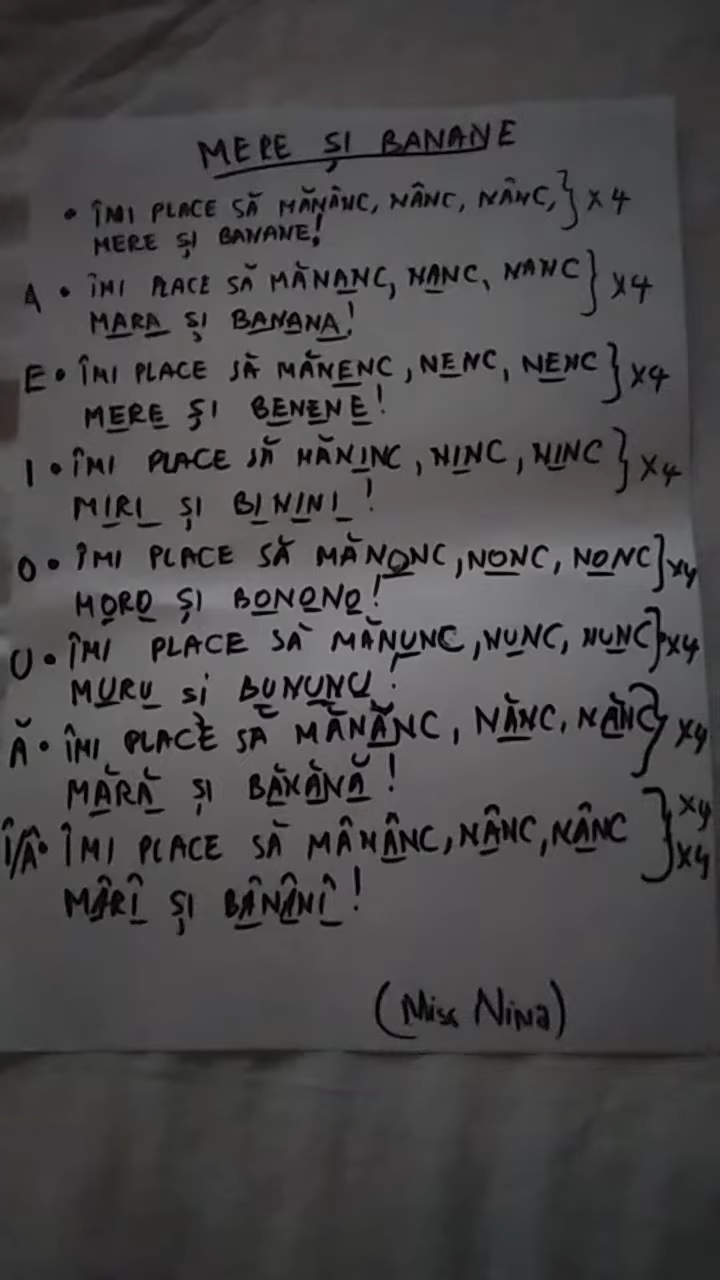 MERE ȘI BANANE
• ÎMI PLACE SĂ MĂNÂNC, NÂNC, NÂNC, } X 4
MERE ȘI BANANE!
A • ÎMI PLACE SĂ MĂNANC, NANC, NANC } X4
MARA ȘI BANANA!
E • ÎMI PLACE SĂ MĂNENC, NENC, NENC } X4
MERE ȘI BENENE!
I • ÎMI PLACE SĂ MĂNINC, NINC, NINC } X4
MIRI ȘI BININI!
O • ÎMI PLACE SĂ MĂNONC, NONC, NONC } X4
MORO ȘI BONONO!
U • ÎMI PLACE SĂ MĂNUNC, NUNC, NUNC } X4
MURU și BUNUNU!
Ă • ÎMI PLACE SĂ MĂNĂNC, NĂNC, NĂNC } X4
MĂRĂ ȘI BĂNĂNĂ!
Î/Â • ÎMI PLACE SĂ MÂNÂNC, NÂNC, NÂNC } X4
X4
MÂRÎ ȘI BÂNÂNÎ!
(Miss Nina)